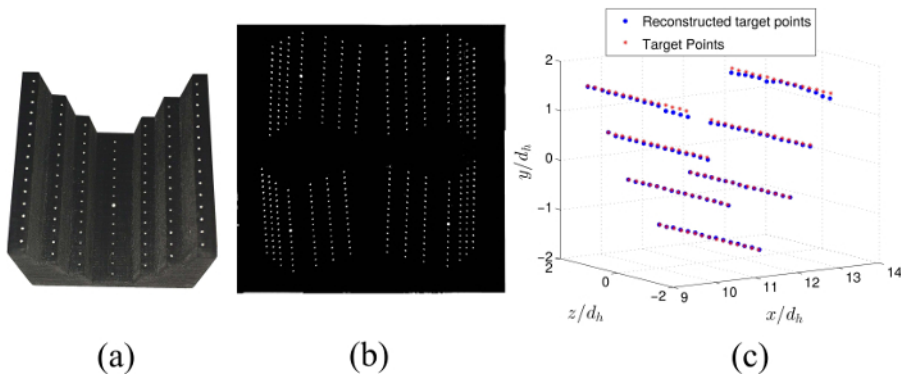 Reconstructed target points
Target Points
2
1
0
-1
-2
y/d_h
2
0
-2
z/d_h
9
10
11
12
13
14
x/d_h
(a)
(b)
(c)